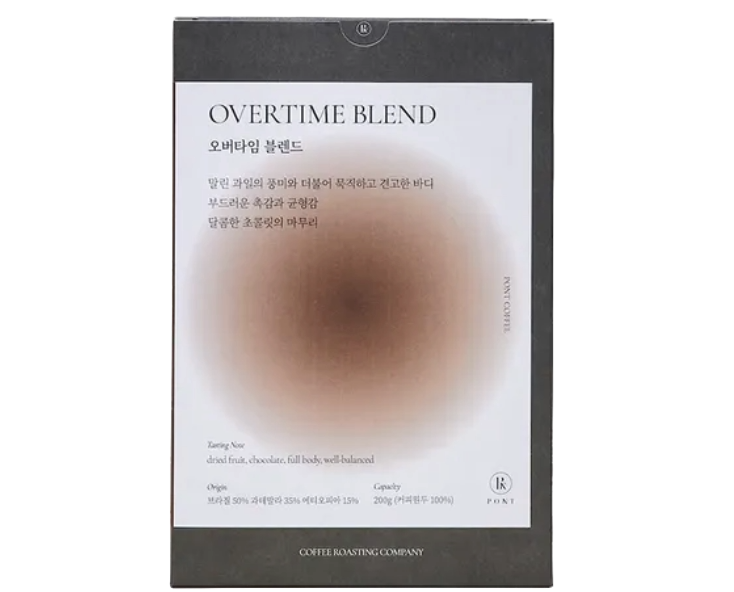 OVERTIME BLEND
오버타임 블렌드
말린 과일의 풍미와 더불어 묵직하고 견고한 바디
부드러운 촉감과 균형감
달콤한 초콜릿의 마무리
PONT COFFEE.
Tasting Note
dried fruit, chocolate, full body, well-balanced
Origin
브라질 50% 과테말라 35% 에티오피아 15%
Capacity
200g (커피원두 100%)
PONT
COFFEE ROASTING COMPANY